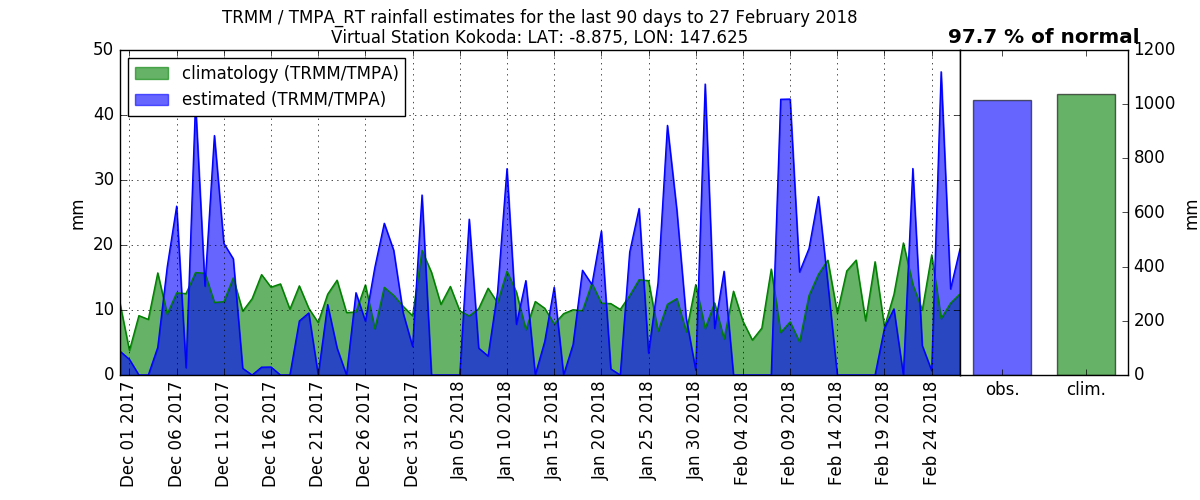 TRMM / TMPA_RT rainfall estimates for the last 90 days to 27 February 2018
Virtual Station Kokoda: LAT: -8.875, LON: 147.625
97.7 % of normal
climatology (TRMM/TMPA)
estimated (TRMM/TMPA)
50
40
30
20
10
0
mm
1200
1000
800
600
400
200
0
mm
obs.
clim.
Dec 01 2017
Dec 06 2017
Dec 11 2017
Dec 16 2017
Dec 21 2017
Dec 26 2017
Dec 31 2017
Jan 05 2018
Jan 10 2018
Jan 15 2018
Jan 20 2018
Jan 25 2018
Jan 30 2018
Feb 04 2018
Feb 09 2018
Feb 14 2018
Feb 19 2018
Feb 24 2018